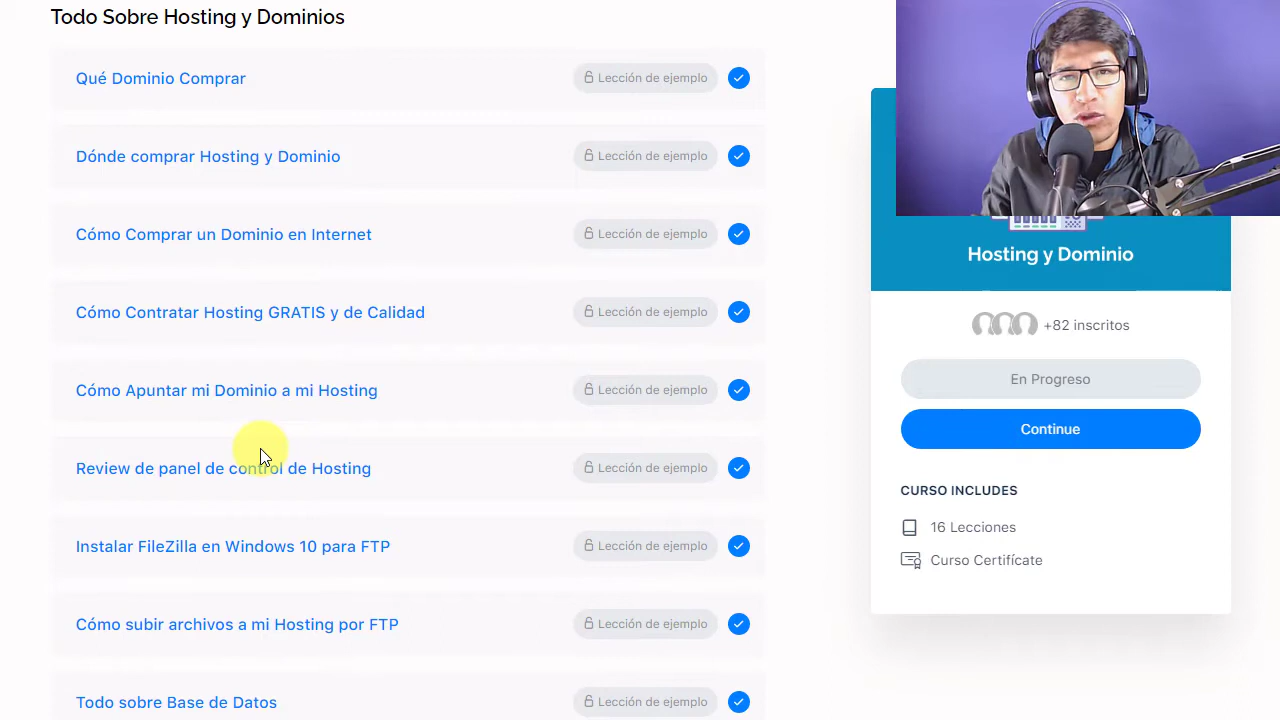 Todo Sobre Hosting y Dominios
Qué Dominio Comprar
Lección de ejemplo
Dónde comprar Hosting y Dominio
Lección de ejemplo
Cómo Comprar un Dominio en Internet
Lección de ejemplo
Cómo Contratar Hosting GRATIS y de Calidad
Lección de ejemplo
Cómo Apuntar mi Dominio a mi Hosting
Lección de ejemplo
Review de panel de control de Hosting
Lección de ejemplo
Instalar FileZilla en Windows 10 para FTP
Lección de ejemplo
Cómo subir archivos a mi Hosting por FTP
Lección de ejemplo
Todo sobre Base de Datos
Lección de ejemplo
Hosting y Dominio
+82 inscritos
En Progreso
Continue
CURSO INCLUDES
16 Lecciones
Curso Certifícate